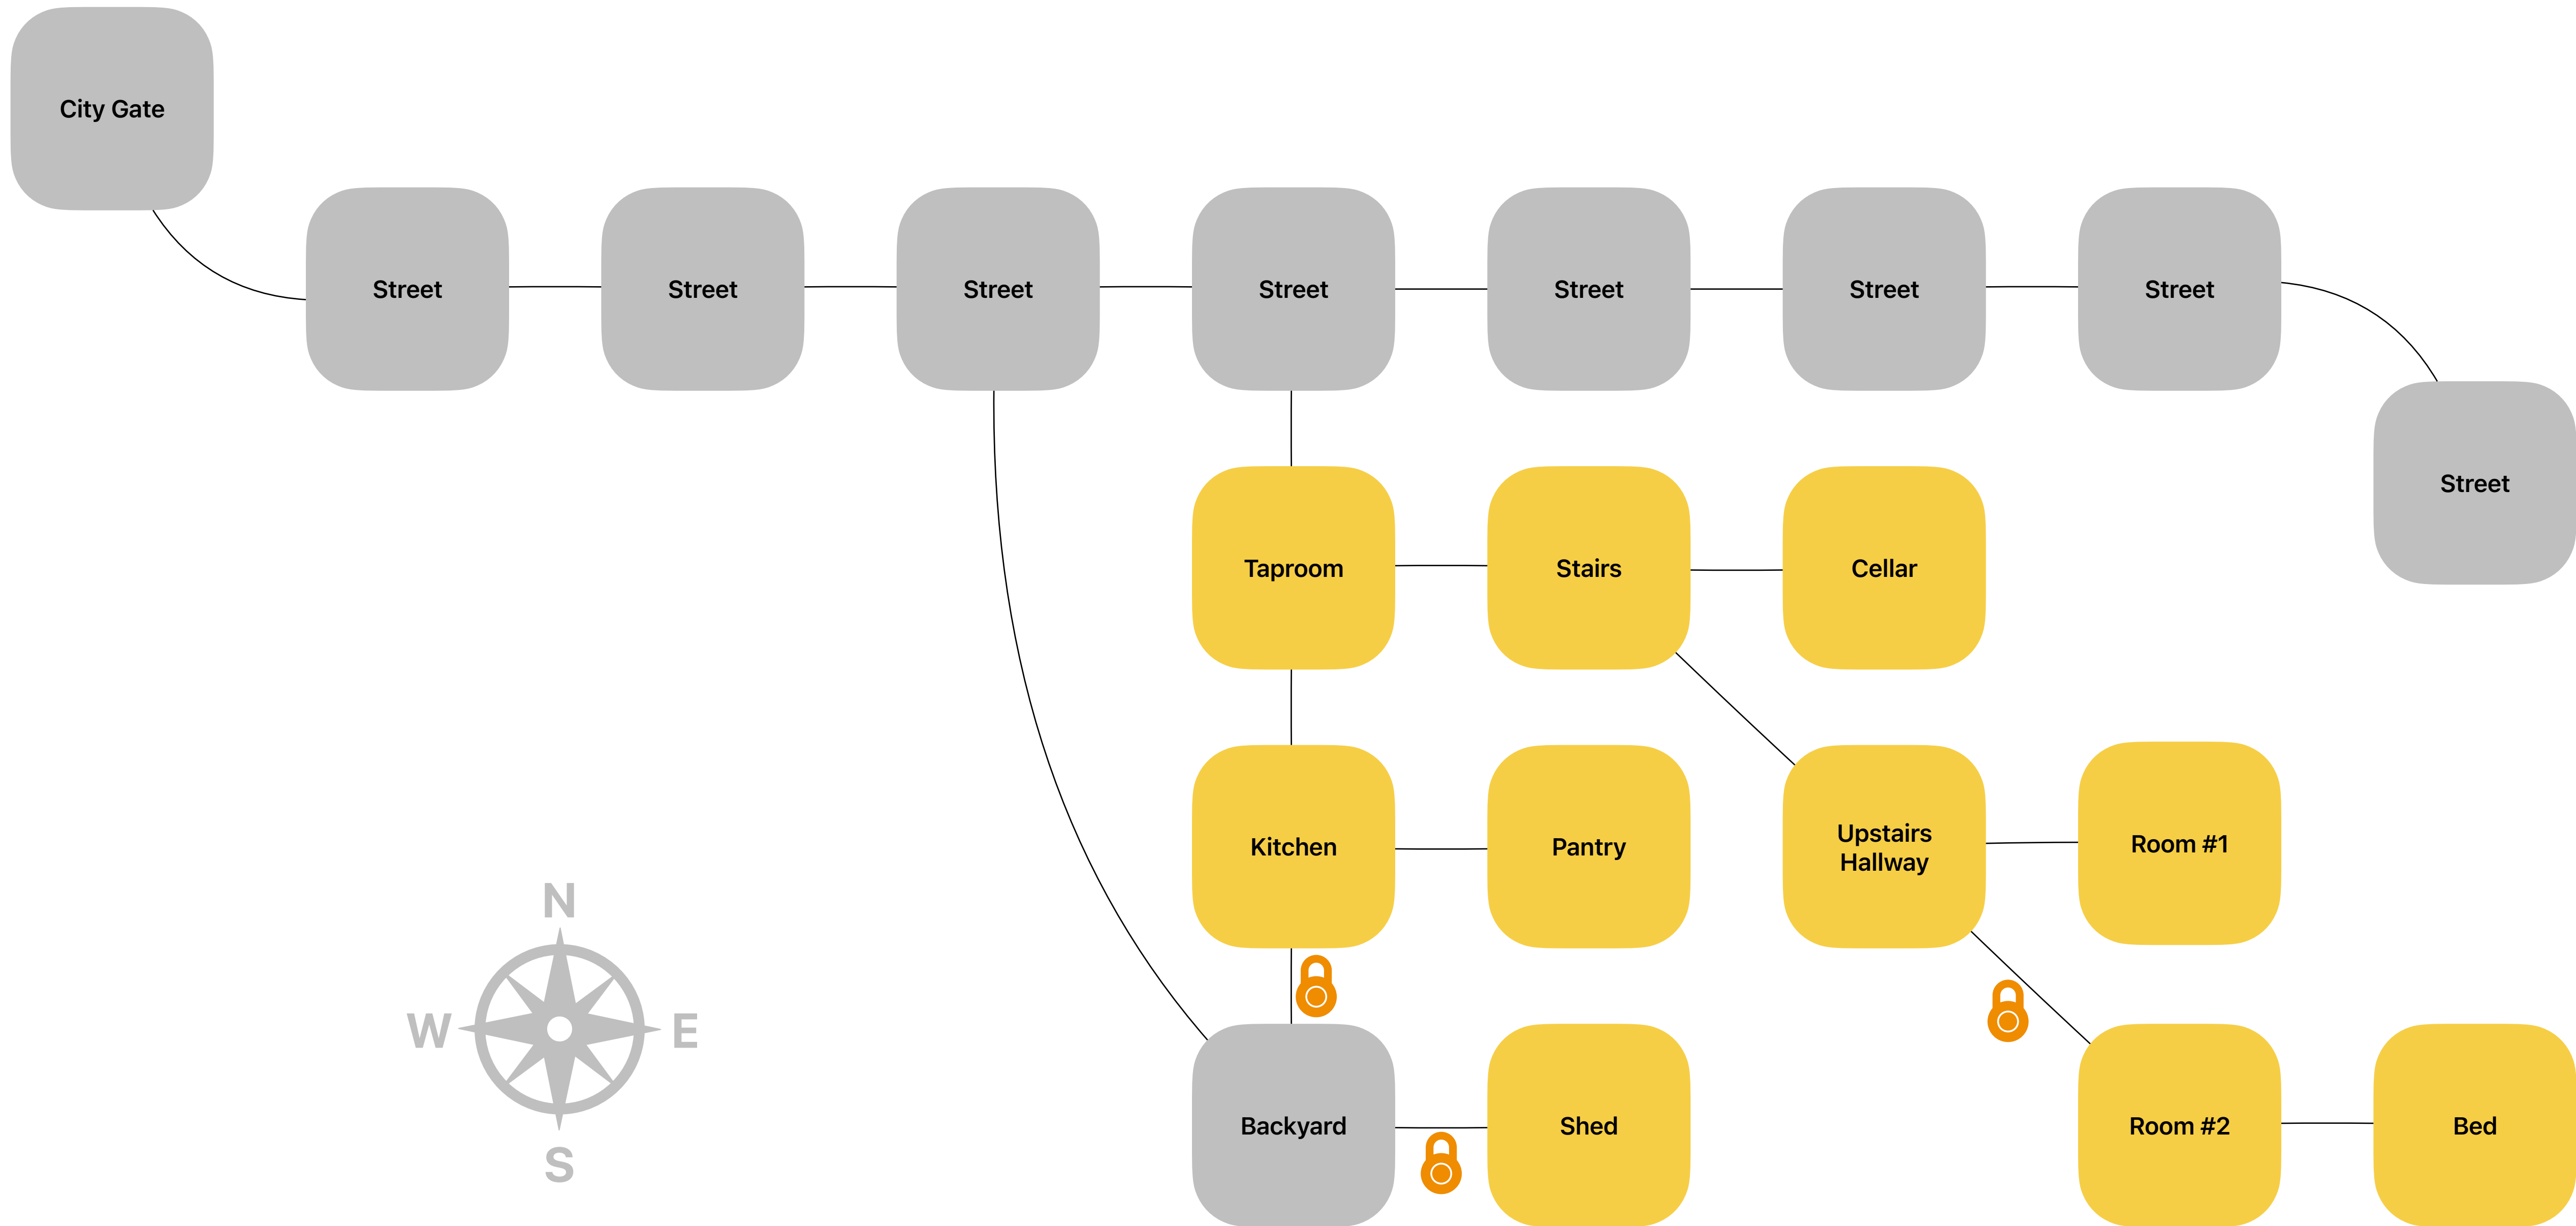 City Gate
Street
Street
Street
Street
Street
Street
Street
Street
Taproom
Stairs
Cellar
Kitchen
Pantry
Upstairs
Hallway
Room #1
N
W
E
S
Backyard
Shed
Room #2
Bed